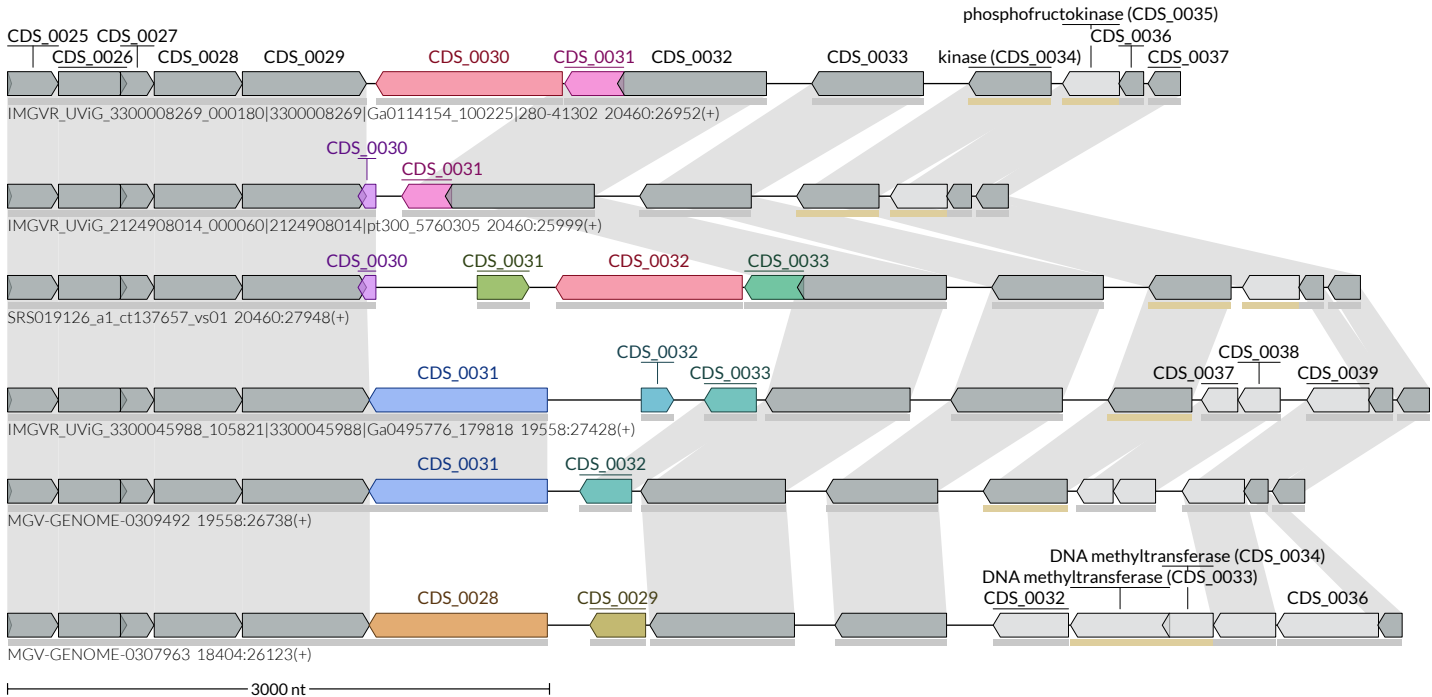 phosphofructokinase (CDS_0035)
CDS_0025 CDS_0027 CDS_0036
CDS_0026 CDS_0028 CDS_0029 CDS_0030 CDS_0031 CDS_0032 CDS_0033 kinase (CDS_0034) CDS_0037
IMGVR_UViG_3300008269_000180|3300008269|Ga0114154_100225|280-41302 20460:26952(+)
CDS_0030
CDS_0031
IMGVR_UViG_2124908014_000060|2124908014|pt300_5760305 20460:25999(+)
CDS_0030 CDS_0031 CDS_0032 CDS_0033
SRS019126_a1_ct137657_vs01 20460:27948(+)
CDS_0032 CDS_0038
CDS_0031 CDS_0033 CDS_0037 CDS_0039
IMGVR_UViG_3300045988_105821|3300045988|Ga0495776_179818 19558:27428(+)
CDS_0031 CDS_0032
MGV-GENOME-0309492 19558:26738(+)
DNA methyltransferase (CDS_0034)
DNA methyltransferase (CDS_0033)
CDS_0028 CDS_0029 CDS_0032 CDS_0036
MGV-GENOME-0307963 18404:26123(+)
3000 nt